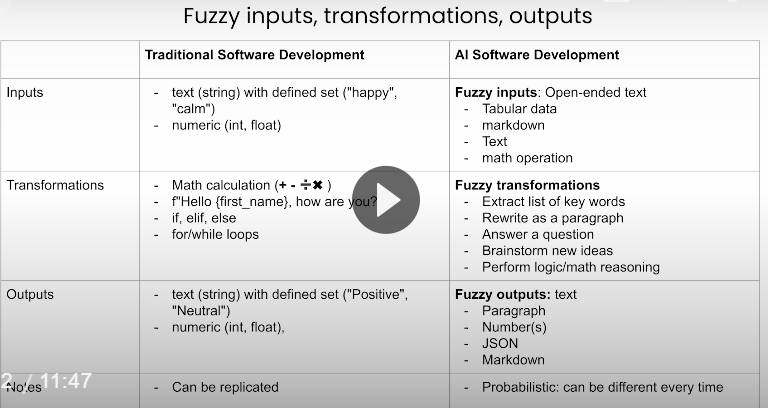 Fuzzy inputs, transformations, outputs
Traditional Software Development
AI Software Development
Inputs
- text (string) with defined set ("happy",
"calm")
- numeric (int, float)
Fuzzy inputs: Open-ended text
- Tabular data
- markdown
- Text
- math operation
Transformations
- Math calculation (+ - ÷✖ )
- f"Hello {first_name}, how are you?
- if, elif, else
- for/while loops
Fuzzy transformations
- Extract list of key words
- Rewrite as a paragraph
- Answer a question
- Brainstorm new ideas
- Perform logic/math reasoning
Outputs
- text (string) with defined set ("Positive",
"Neutral")
- numeric (int, float),
Fuzzy outputs: text
- Paragraph
- Number(s)
- JSON
- Markdown
Notes
- Can be replicated
- Probabilistic: can be different every time
/ 11:47